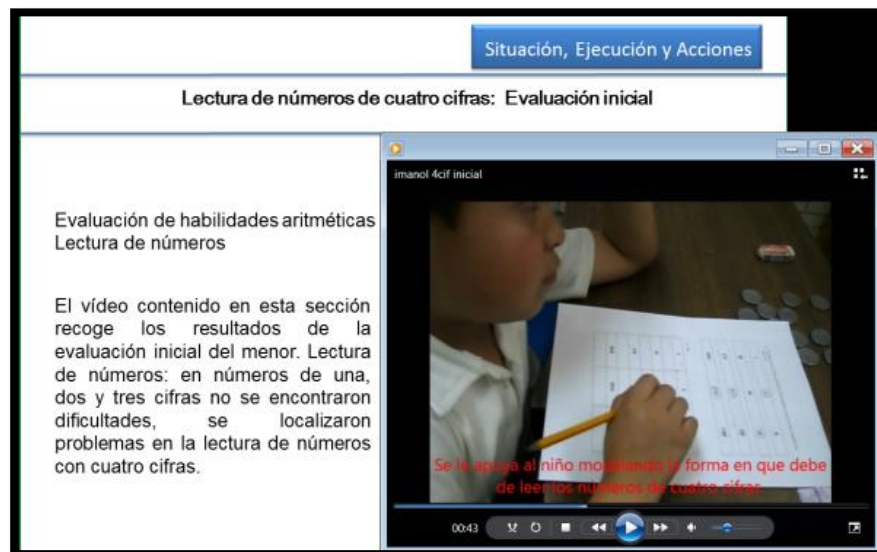 Situación, Ejecución y Acciones
Lectura de números de cuatro cifras: Evaluación inicial
Evaluación de habilidades aritméticas
Lectura de números
El vídeo contenido en esta sección
recoge los resultados de la
evaluación inicial del menor. Lectura
de números: en números de una,
dos y tres cifras no se encontraron
dificultades, se localizaron
problemas en la lectura de números
con cuatro cifras.
imanol 4cif inicial
Se le apoya al niño modelando la forma en que debe
de leer los números de cuatro cifras
00:43